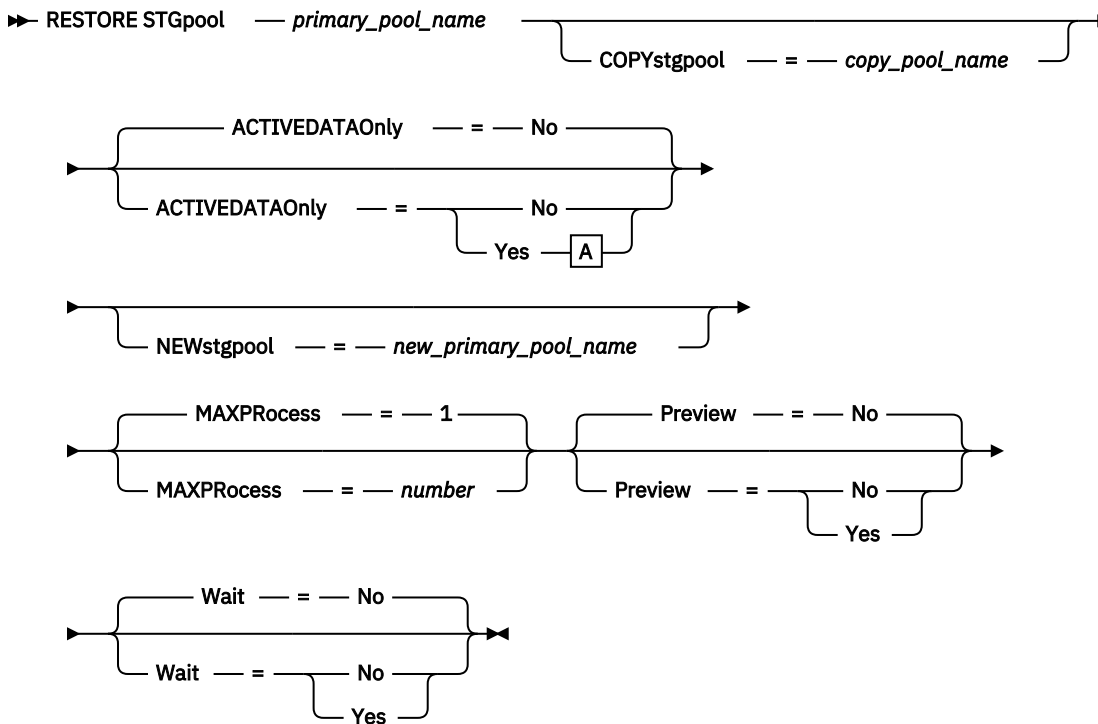 RESTORE STGpool primary_pool_name
COPYstgpool = copy_pool_name
ACTIVEDATAOnly = No
ACTIVEDATAOnly = No
Yes A
NEWstgpool = new_primary_pool_name
MAXPRocess = 1 Preview = No
MAXPRocess = number Preview = No
Yes
Wait = No
Wait = No
Yes